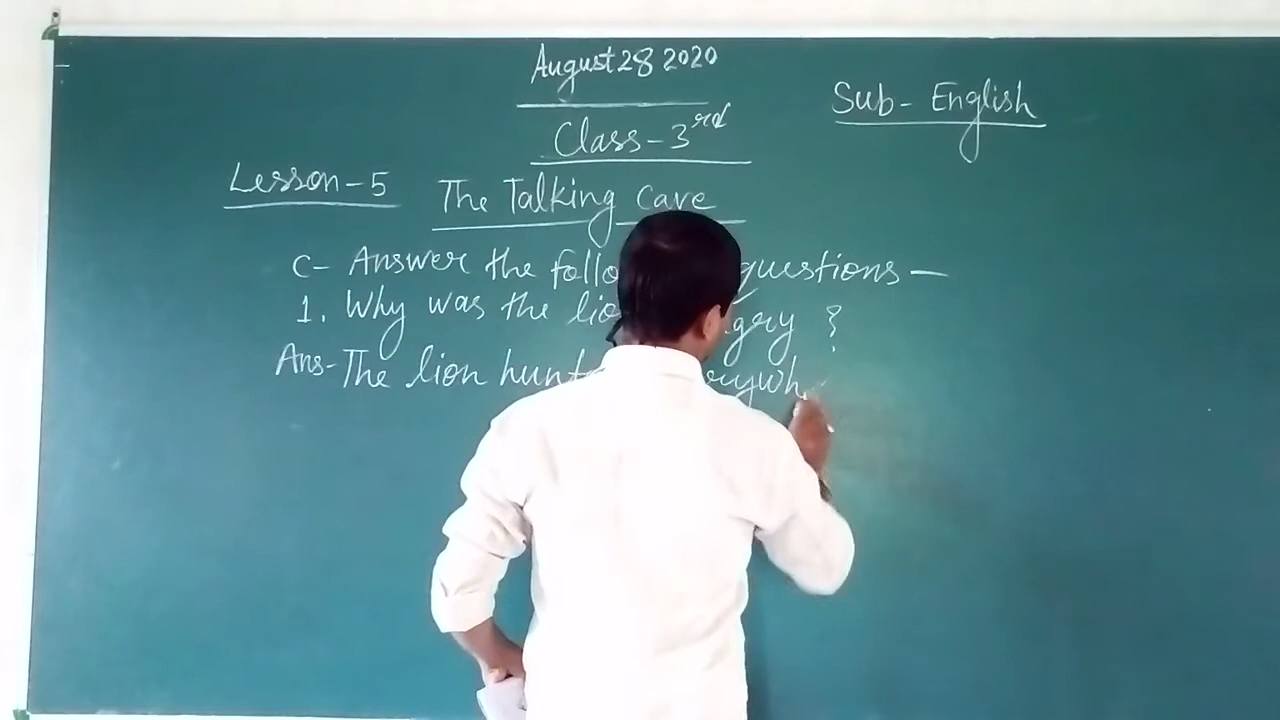 August 28 2020
Sub- English
Class-3rd
Lesson-5 The Talking Cave
C- Answer the follo questions-
1. Why was the lio gry ?
Ans- The lion hunt rywh